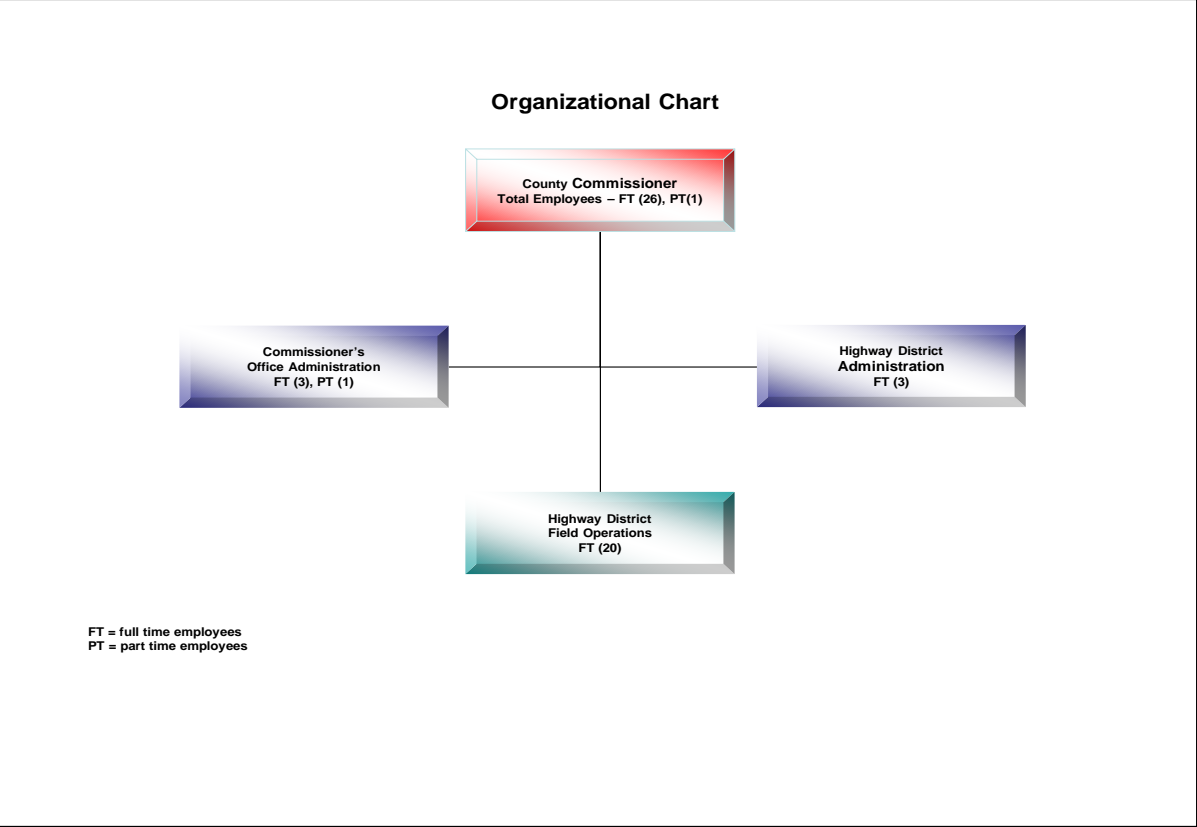 Organizational Chart
County Commissioner
Total Employees – FT (26), PT(1)
Commissioner's
Office Administration
FT (3), PT (1)
Highway District
Administration
FT (3)
Highway District
Field Operations
FT (20)
FT = full time employees
PT = part time employees